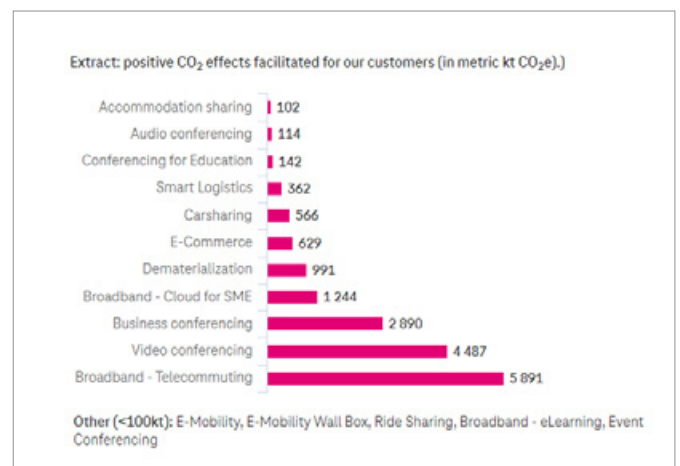 Extract: positive CO₂ effects facilitated for our customers (in metric kt CO₂e).)
Accommodation sharing 102
Audio conferencing 114
Conferencing for Education 142
Smart Logistics 362
Carsharing 566
E-Commerce 629
Dematerialization 991
Broadband - Cloud for SME 1 244
Business conferencing 2 890
Video conferencing 4 487
Broadband - Telecommuting 5 891
Other (<100kt): E-Mobility, E-Mobility Wall Box, Ride Sharing, Broadband - eLearning, Event
Conferencing